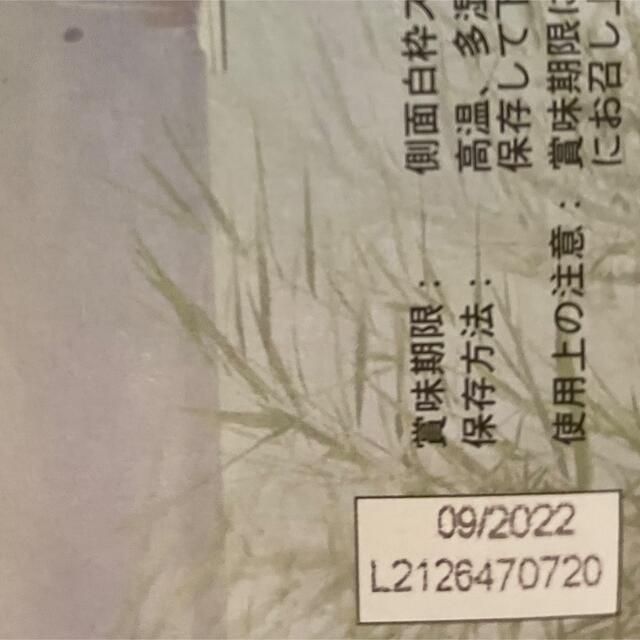 賞味期限： 側面白枠
保存方法： 高温、多湿
保存して下
使用上の注意： 賞味期限に
にお召し上
09/2022
L2126470720